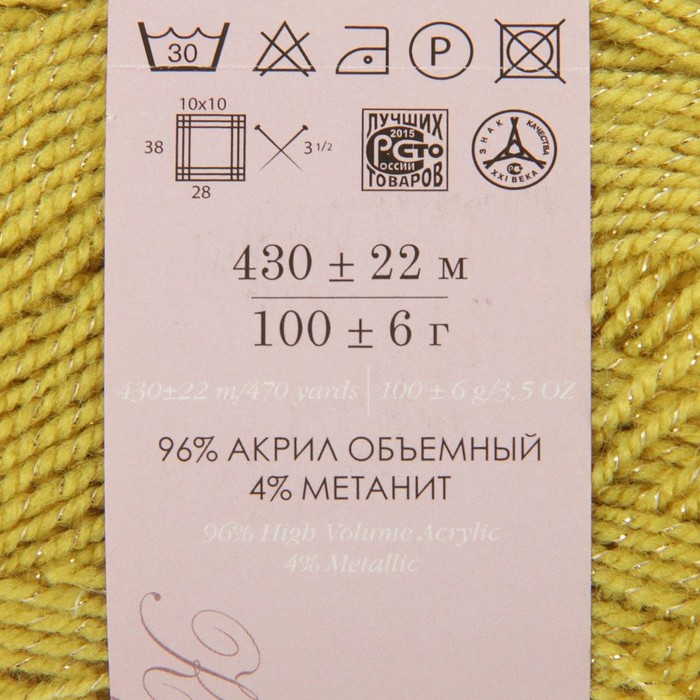 30 P
10x10
38 3 1/2
28
ЛУЧШИХ
2015
СТО
РОССИИ
ТОВАРОВ
ЗНАК КАЧЕСТВА
XXI ВЕКА
430 ± 22 м
100 ± 6 г
430±22 m/470 yards 100 ± 6 g/3,5 OZ
96% АКРИЛ ОБЪЕМНЫЙ
4% МЕТАНИТ
96% High Volume Acrylic
4% Metallic